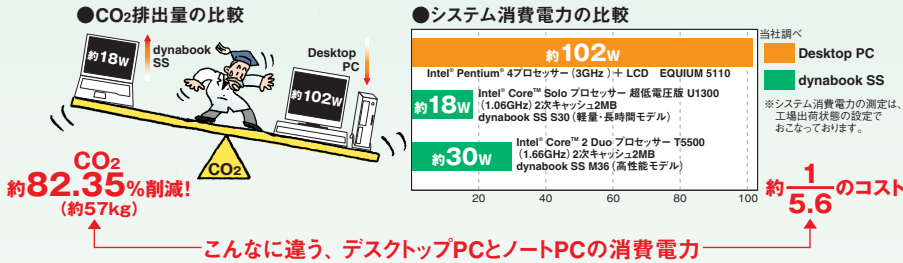 ●CO2排出量の比較
約18W
dynabook
SS
Desktop
PC
約102W
CO2
CO2
約82.35%削減!
(約57kg)
●システム消費電力の比較
当社調べ
約102W
Intel® Pentium® 4プロセッサー(3GHz)+ LCD EQUIUM 5110
約18W
Intel® Core™ Solo プロセッサー 超低電圧版 U1300
(1.06GHz)2次キャッシュ2MB
dynabook SS S30(軽量・長時間モデル)
約30W
Intel® Core™ 2 Duo プロセッサー T5500
(1.66GHz)2次キャッシュ2MB
dynabook SS M36(高性能モデル)
20 40 60 80 100
Desktop PC
dynabook SS
※システム消費電力の測定は、
工場出荷状態の設定で
おこなっております。
約1/5.6のコスト
こんなに違う、デスクトップPCとノートPCの消費電力